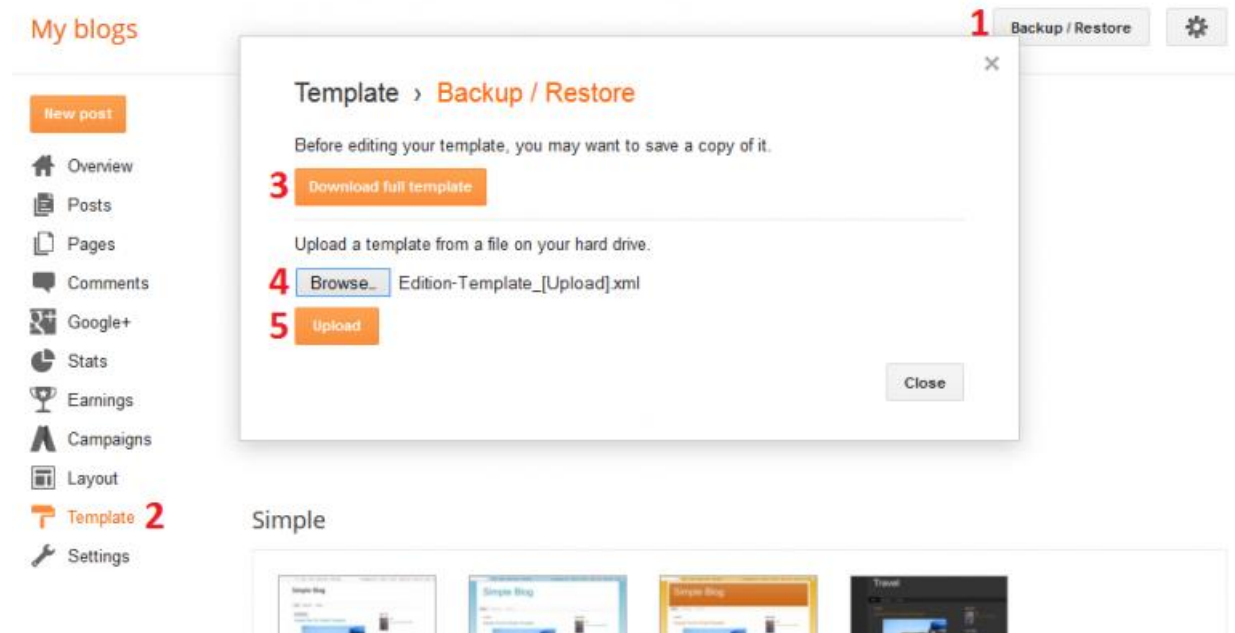 My blogs
1 Backup / Restore
×
Template › Backup / Restore
New post
Before editing your template, you may want to save a copy of it.
Overview
3 Download full template
Posts
Pages
Upload a template from a file on your hard drive.
Comments
4 Browse.. Edition-Template_[Upload].xml
Google+
5 Upload
Stats
Close
Earnings
Campaigns
Layout
Template 2
Simple
Settings
Simple Blog
Simple Blog
Simple Blog
Travel